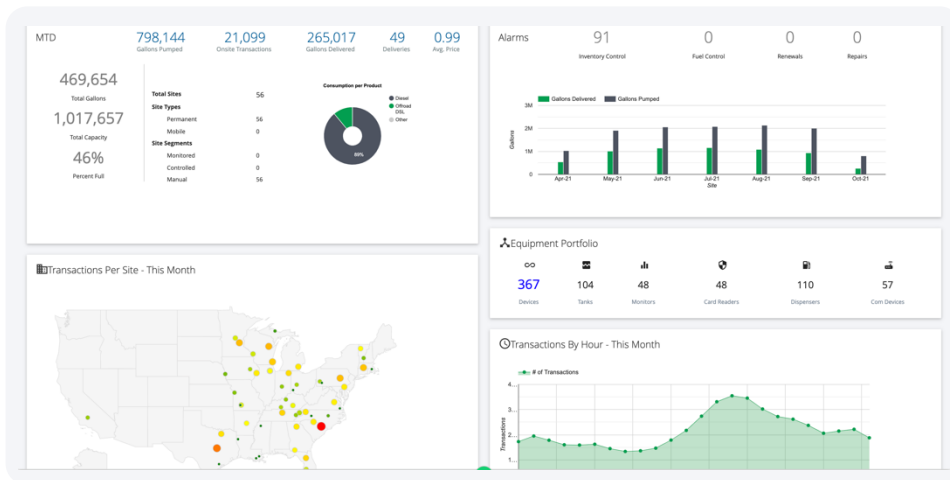 MTD
798,144
21,099
265,017
49
0.99
Gallons Pumped
Onsite Transactions
Gallons Delivered
Deliveries
Avg. Price
469,654
Total Gallons
1,017,657
Total Capacity
46%
Percent Full
Total Sites 56
Site Types
Permanent 56
Mobile 0
Site Segments
Monitored 0
Controlled 0
Manual 56
Consumption per Product
Diesel
Offroad
DSL
Other
89%
Alarms
91
0
0
0
Inventory Control
Fuel Control
Renewals
Repairs
Gallons Delivered
Gallons Pumped
3M
2M
1M
0
Gallons
Apr-21
May-21
Jun-21
Jul-21
Aug-21
Sep-21
Oct-21
Site
Equipment Portfolio
367
104
48
48
110
57
Devices
Tanks
Monitors
Card Readers
Dispensers
Com Devices
Transactions Per Site - This Month
Transactions By Hour - This Month
# of Transactions
4...
3...
2...
1...
Transactions